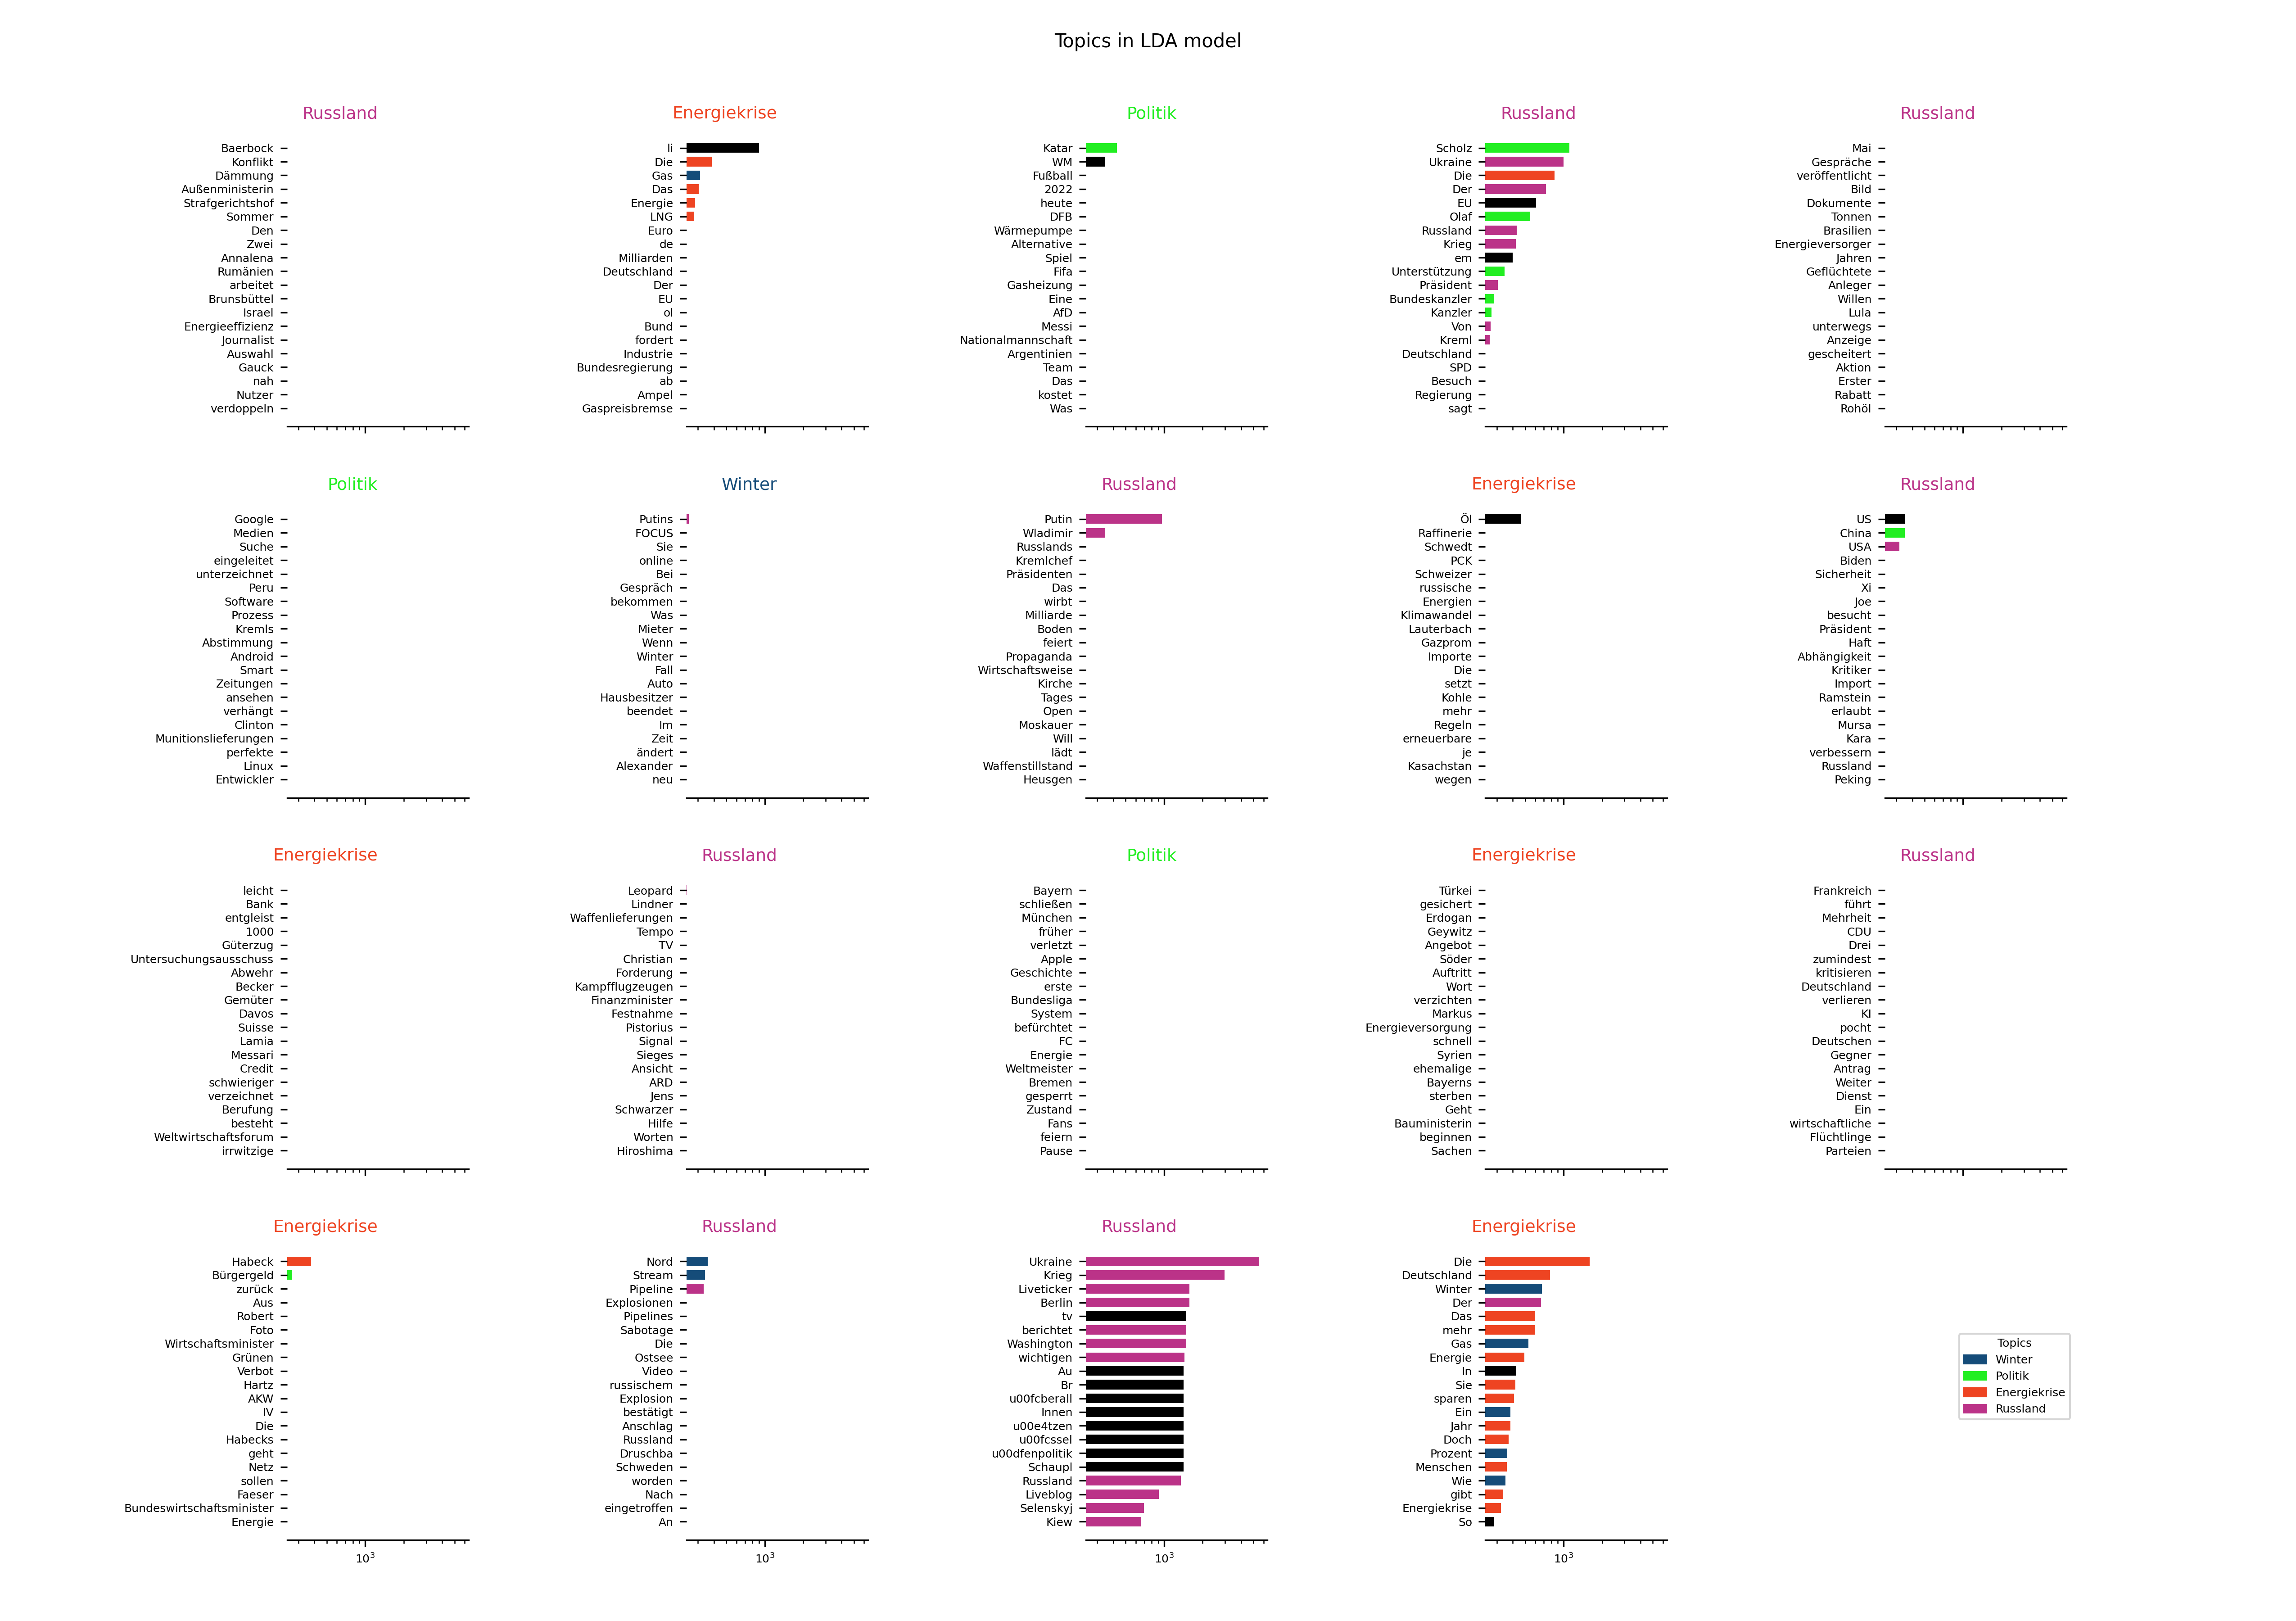 Topics in LDA model
Russland
Baerbock
Konflikt
Dämmung
Außenministerin
Strafgerichtshof
Sommer
Den
Zwei
Annalena
Rumänien
arbeitet
Brunsbüttel
Israel
Energieeffizienz
Journalist
Auswahl
Gauck
nah
Nutzer
verdoppeln
Energiekrise
li
Die
Gas
Das
Energie
LNG
Euro
de
Milliarden
Deutschland
Der
EU
ol
Bund
fordert
Industrie
Bundesregierung
ab
Ampel
Gaspreisbremse
Politik
Katar
WM
Fußball
2022
heute
DFB
Wärmepumpe
Alternative
Spiel
Fifa
Gasheizung
Eine
AfD
Messi
Nationalmannschaft
Argentinien
Team
Das
kostet
Was
Russland
Scholz
Ukraine
Die
Der
EU
Olaf
Russland
Krieg
em
Unterstützung
Präsident
Bundeskanzler
Kanzler
Von
Kreml
Deutschland
SPD
Besuch
Regierung
sagt
Russland
Mai
Gespräche
veröffentlicht
Bild
Dokumente
Tonnen
Brasilien
Energieversorger
Jahren
Geflüchtete
Anleger
Willen
Lula
unterwegs
Anzeige
gescheitert
Aktion
Erster
Rabatt
Rohöl
Politik
Google
Medien
Suche
eingeleitet
unterzeichnet
Peru
Software
Prozess
Kremls
Abstimmung
Android
Smart
Zeitungen
ansehen
verhängt
Clinton
Munitionslieferungen
perfekte
Linux
Entwickler
Winter
Putins
FOCUS
Sie
online
Bei
Gespräch
bekommen
Was
Mieter
Wenn
Winter
Fall
Auto
Hausbesitzer
beendet
Im
Zeit
ändert
Alexander
neu
Russland
Putin
Wladimir
Russlands
Kremlchef
Präsidenten
Das
wirbt
Milliarde
Boden
feiert
Propaganda
Wirtschaftsweise
Kirche
Tages
Open
Moskauer
Will
lädt
Waffenstillstand
Heusgen
Energiekrise
Öl
Raffinerie
Schwedt
PCK
Schweizer
russische
Energien
Klimawandel
Lauterbach
Gazprom
Importe
Die
setzt
Kohle
mehr
Regeln
erneuerbare
je
Kasachstan
wegen
Russland
US
China
USA
Biden
Sicherheit
Xi
Joe
besucht
Präsident
Haft
Abhängigkeit
Kritiker
Import
Ramstein
erlaubt
Mursa
Kara
verbessern
Russland
Peking
Energiekrise
leicht
Bank
entgleist
1000
Güterzug
Untersuchungsausschuss
Abwehr
Becker
Gemüter
Davos
Suisse
Lamia
Messari
Credit
schwieriger
verzeichnet
Berufung
besteht
Weltwirtschaftsforum
irrwitzige
Russland
Leopard
Lindner
Waffenlieferungen
Tempo
TV
Christian
Forderung
Kampfflugzeugen
Finanzminister
Festnahme
Pistorius
Signal
Sieges
Ansicht
ARD
Jens
Schwarzer
Hilfe
Worten
Hiroshima
Politik
Bayern
schließen
München
früher
verletzt
Apple
Geschichte
erste
Bundesliga
System
befürchtet
FC
Energie
Weltmeister
Bremen
gesperrt
Zustand
Fans
feiern
Pause
Energiekrise
Türkei
gesichert
Erdogan
Geywitz
Angebot
Söder
Auftritt
Wort
verzichten
Markus
Energieversorgung
schnell
Syrien
ehemalige
Bayerns
sterben
Geht
Bauministerin
beginnen
Sachen
Russland
Frankreich
führt
Mehrheit
CDU
Drei
zumindest
kritisieren
Deutschland
verlieren
KI
pocht
Deutschen
Gegner
Antrag
Weiter
Dienst
Ein
wirtschaftliche
Flüchtlinge
Parteien
Energiekrise
Habeck
Bürgergeld
zurück
Aus
Robert
Foto
Wirtschaftsminister
Grünen
Verbot
Hartz
AKW
IV
Die
Habecks
geht
Netz
sollen
Faeser
Bundeswirtschaftsminister
Energie
10³
Russland
Nord
Stream
Pipeline
Explosionen
Pipelines
Sabotage
Die
Ostsee
Video
russischem
Explosion
bestätigt
Anschlag
Russland
Druschba
Schweden
worden
Nach
eingetroffen
An
10³
Russland
Ukraine
Krieg
Liveticker
Berlin
tv
berichtet
Washington
wichtigen
Au
Br
u00fcberall
Innen
u00e4tzen
u00fcssel
u00dfenpolitik
Schaupl
Russland
Liveblog
Selenskyj
Kiew
10³
Energiekrise
Die
Deutschland
Winter
Der
Das
mehr
Gas
Energie
In
Sie
sparen
Ein
Jahr
Doch
Prozent
Menschen
Wie
gibt
Energiekrise
So
10³
Topics
Winter
Politik
Energiekrise
Russland